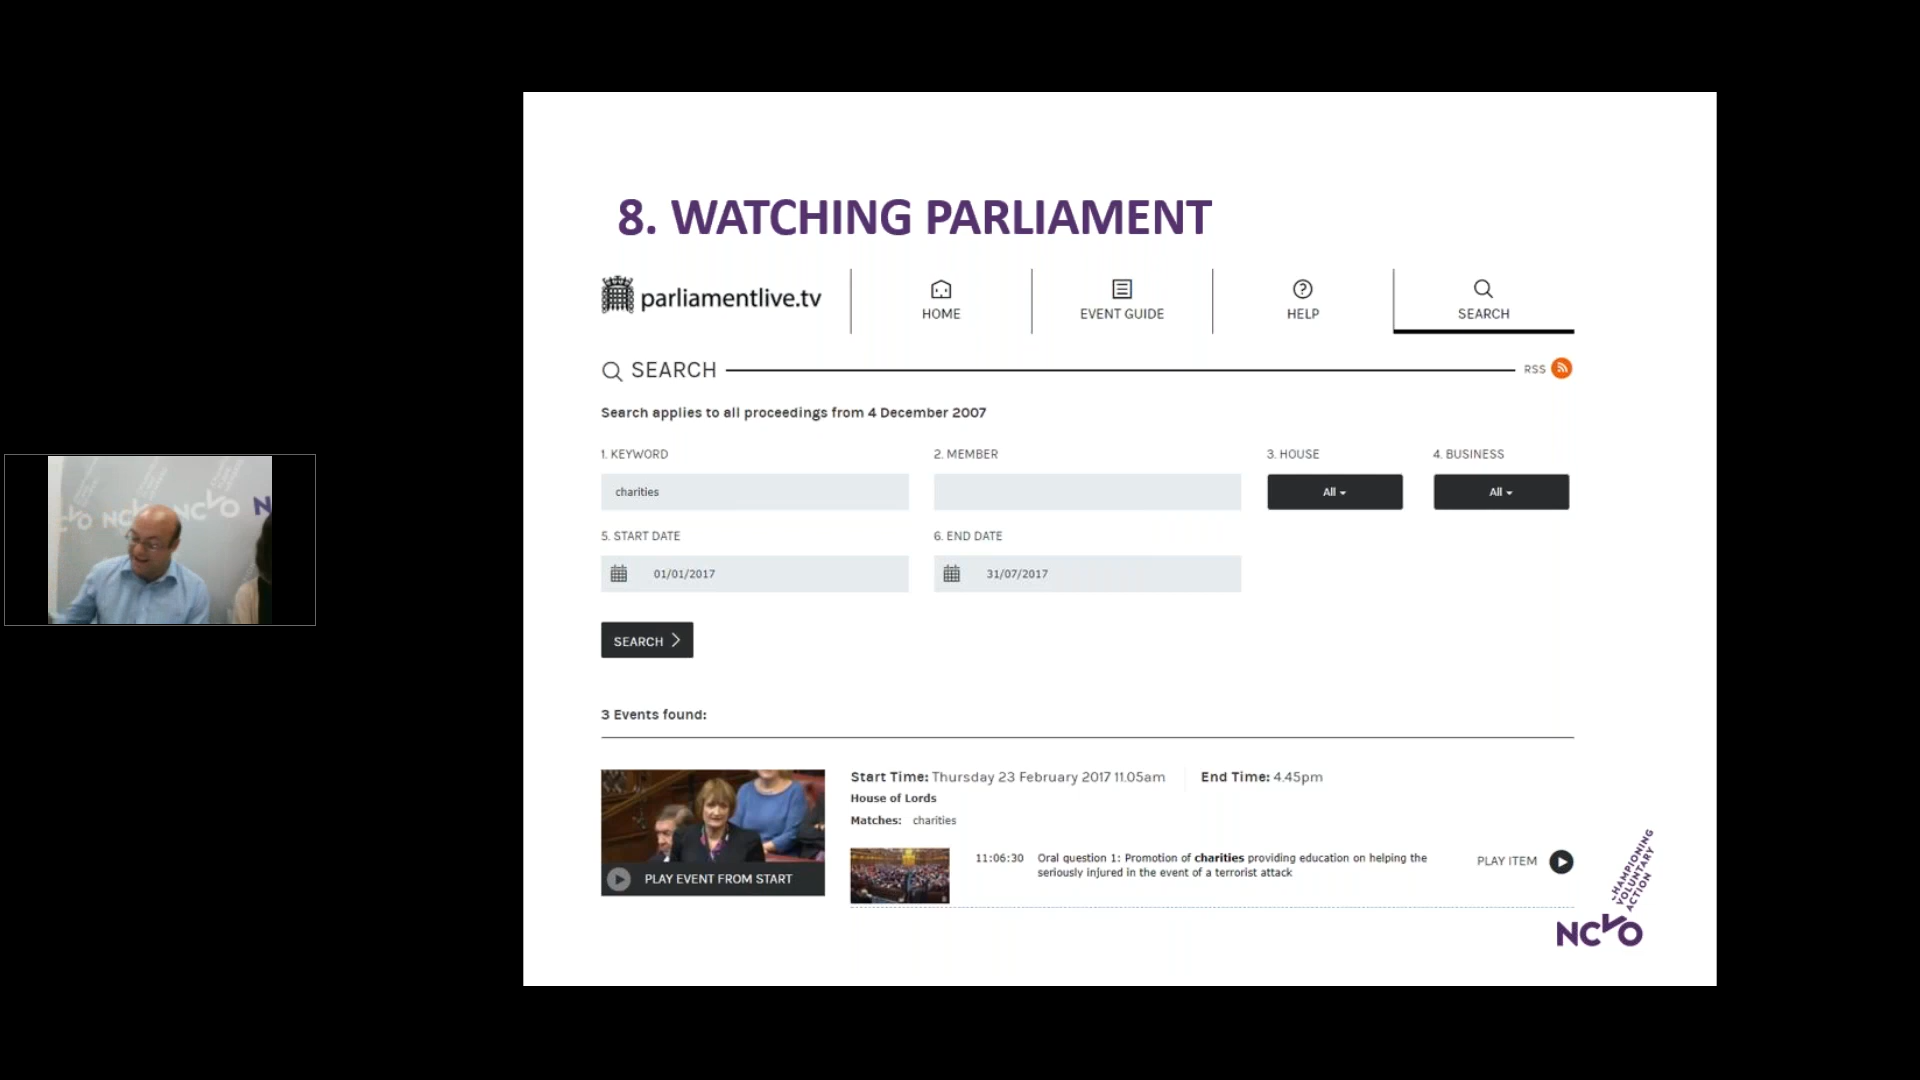 8. WATCHING PARLIAMENT
parliamentlive.tv
HOME
EVENT GUIDE
HELP
SEARCH
SEARCH
RSS
Search applies to all proceedings from 4 December 2007
1. KEYWORD
2. MEMBER
3. HOUSE
4. BUSINESS
charities
All
All
5. START DATE
6. END DATE
01/01/2017
31/07/2017
SEARCH
3 Events found:
Start Time: Thursday 23 February 2017 11.05am
End Time: 4.45pm
House of Lords
Matches: charities
PLAY EVENT FROM START
11:06:30
Oral question 1: Promotion of charities providing education on helping the
seriously injured in the event of a terrorist attack
PLAY ITEM
CHAMPIONING
VOLUNTARY
ACTION
NCVO
NCVO